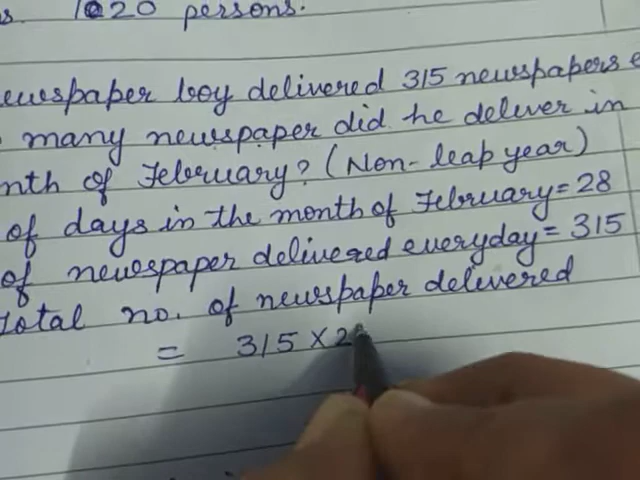 s. 1020 persons.
ewspaper boy delivered 315 newspapers e
many newspaper did he deliver in
nth of February? (Non-leap year)
of days in the month of February = 28
of newspaper delivered everyday = 315
Total no. of newspaper delivered
= 315 × 2